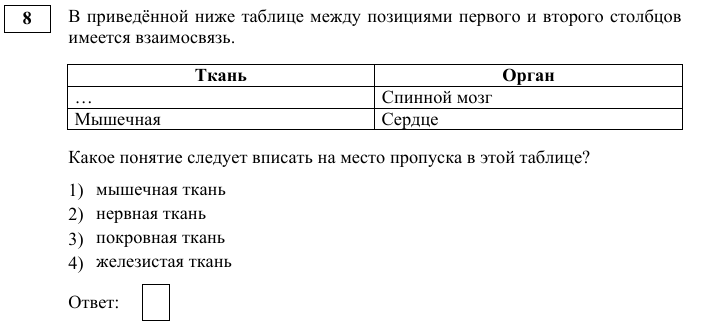 8
В приведённой ниже таблице между позициями первого и второго столбцов
имеется взаимосвязь.
Ткань Орган
… Спинной мозг
Мышечная Сердце
Какое понятие следует вписать на место пропуска в этой таблице?
1) мышечная ткань
2) нервная ткань
3) покровная ткань
4) железистая ткань
Ответ: